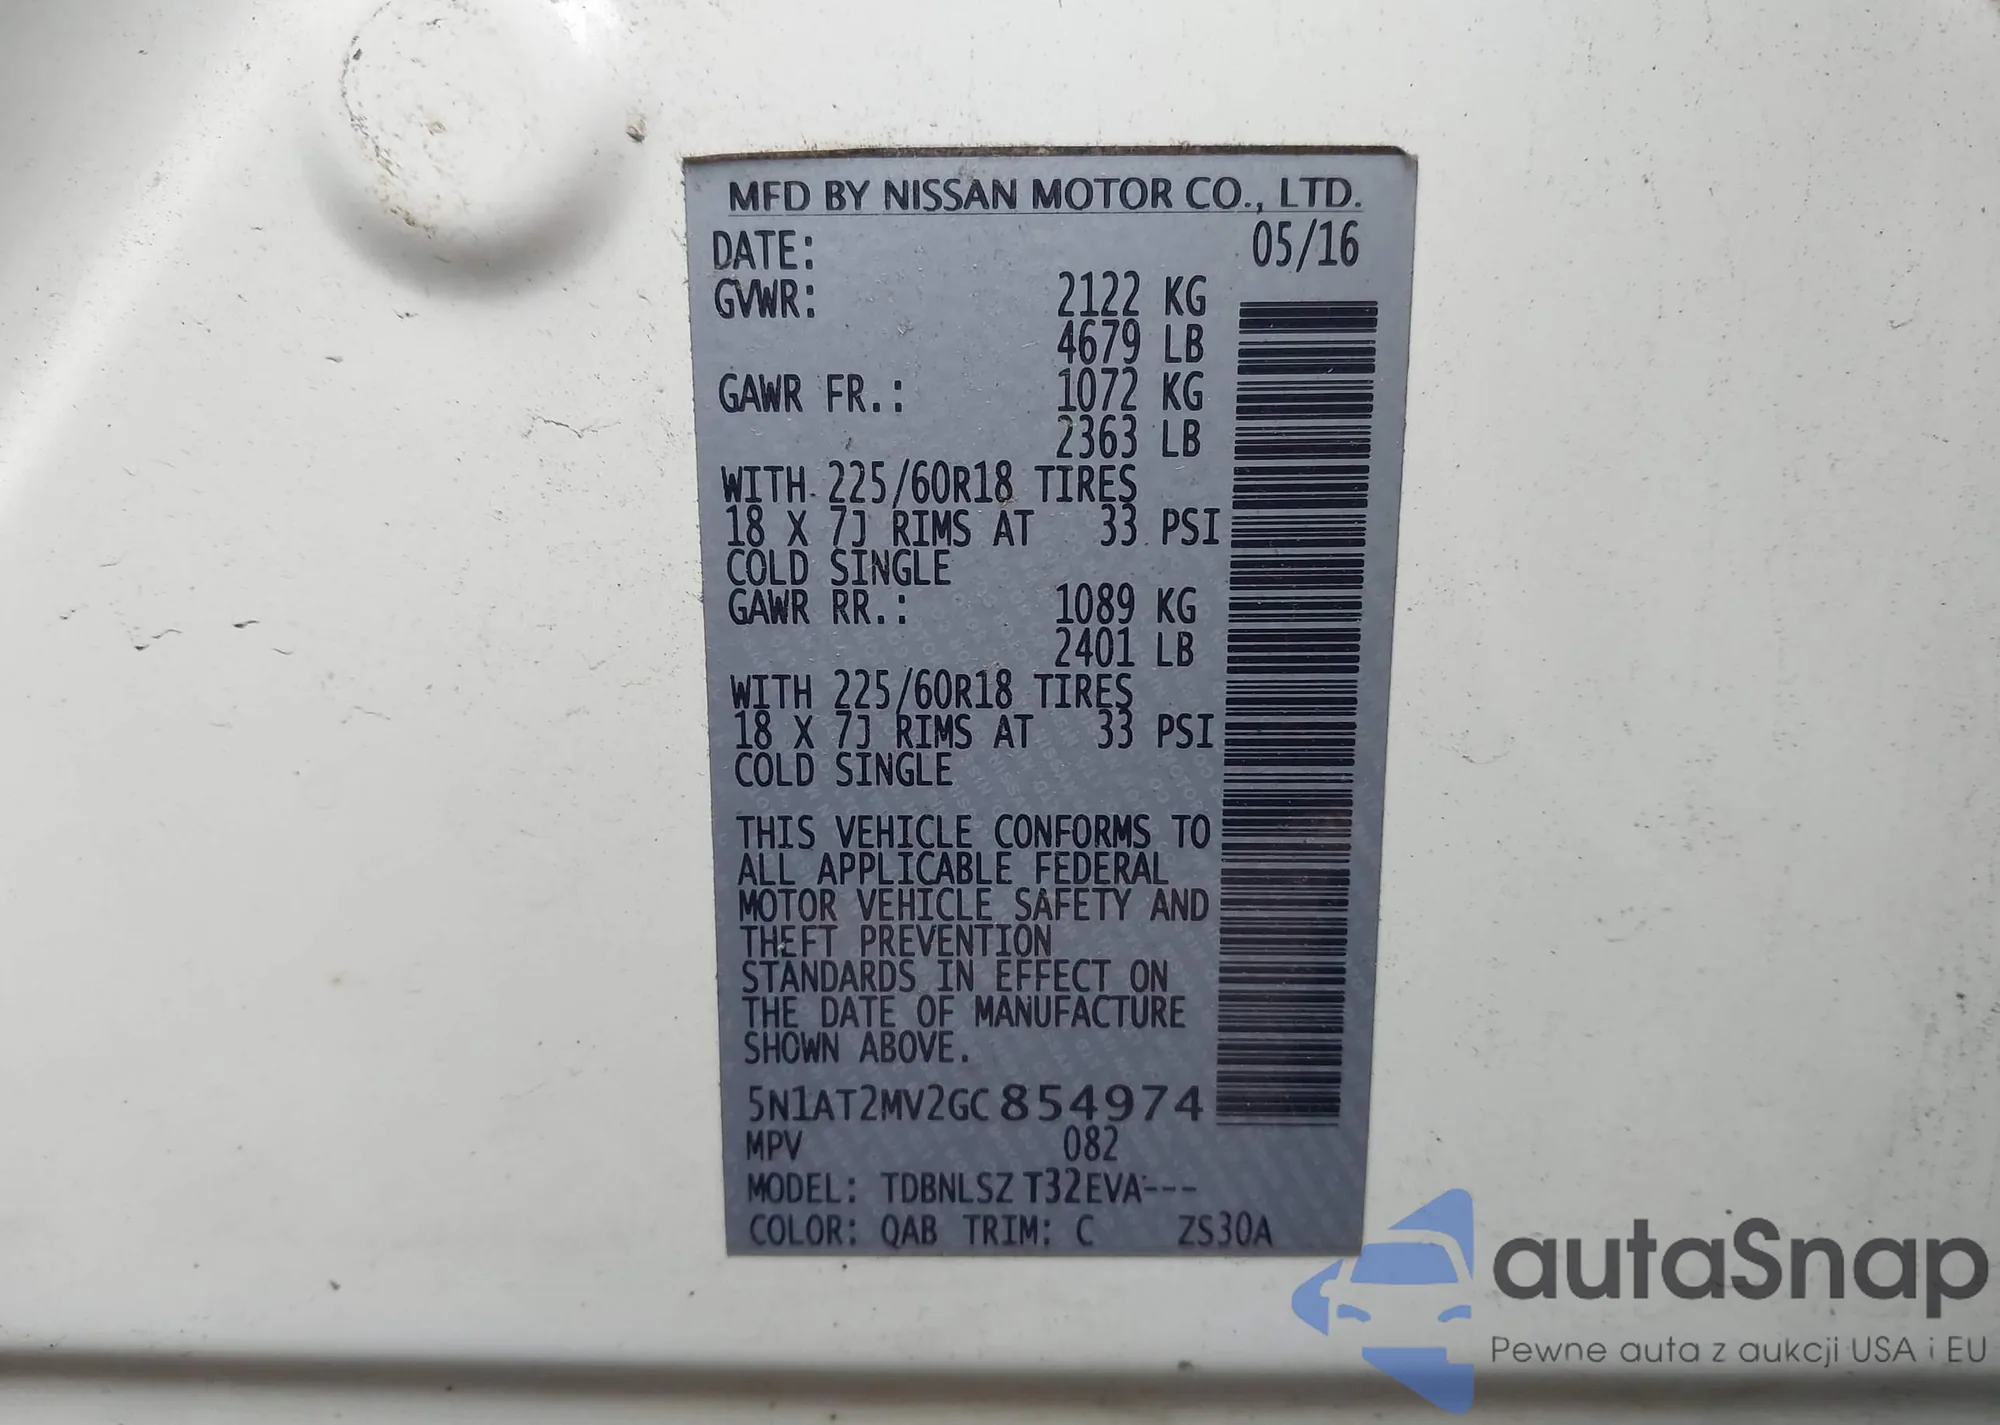 MFD BY NISSAN MOTOR CO., LTD.
DATE: 05/16
GVWR: 2122 KG
4679 LB
GAWR FR.: 1072 KG
2363 LB
WITH 225/60R18 TIRES
18 X 7J RIMS AT 33 PSI
COLD SINGLE
GAWR RR.: 1089 KG
2401 LB
WITH 225/60R18 TIRES
18 X 7J RIMS AT 33 PSI
COLD SINGLE
THIS VEHICLE CONFORMS TO
ALL APPLICABLE FEDERAL
MOTOR VEHICLE SAFETY AND
THEFT PREVENTION
STANDARDS IN EFFECT ON
THE DATE OF MANUFACTURE
SHOWN ABOVE.
5N1AT2MV2GC854974
MPV 082
MODEL: TDBNLSZ T32EVA---
COLOR: QAB TRIM: C ZS30A
autaSnap
Pewne auta z aukcji USA i EU